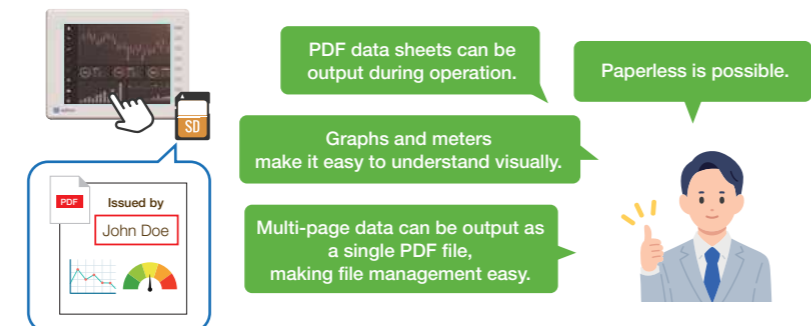 PDF data sheets can be
output during operation.
Paperless is possible.
SD
Graphs and meters
make it easy to understand visually.
PDF
Issued by
John Doe
Multi-page data can be output as
a single PDF file,
making file management easy.